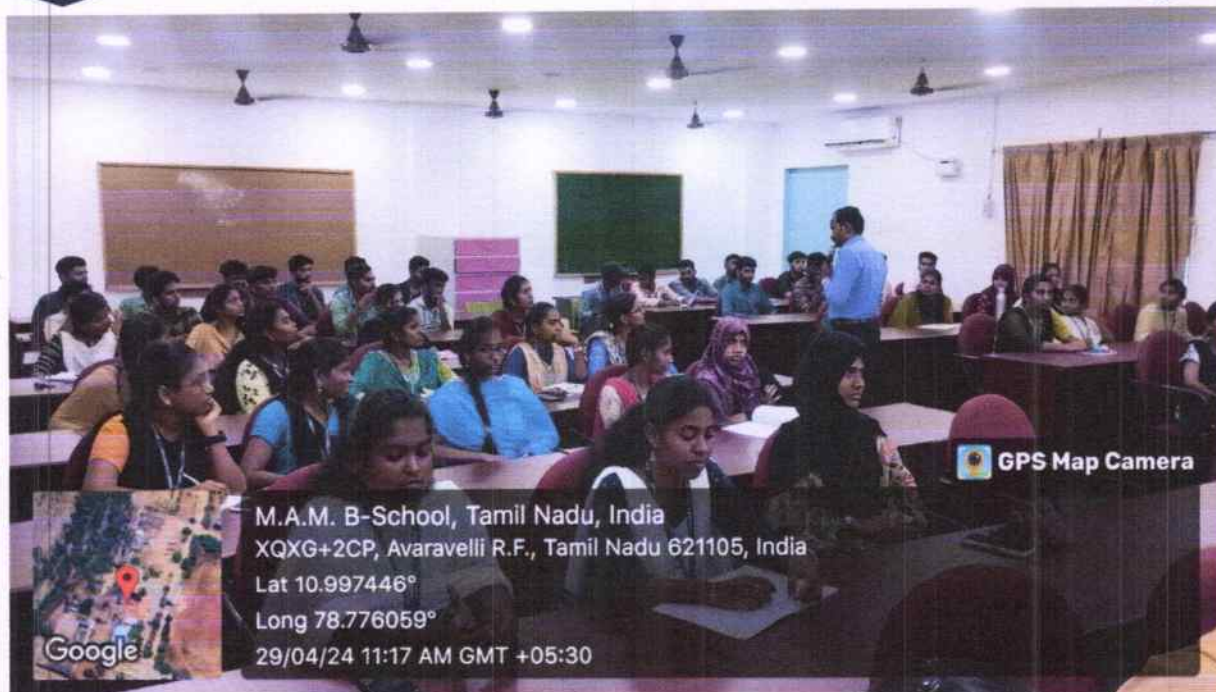 GPS Map Camera
M.A.M. B-School, Tamil Nadu, India
XQXG+2CP, Avaravelli R.F., Tamil Nadu 621105, India
Lat 10.997446°
Long 78.776059°
29/04/24 11:17 AM GMT +05:30
Google